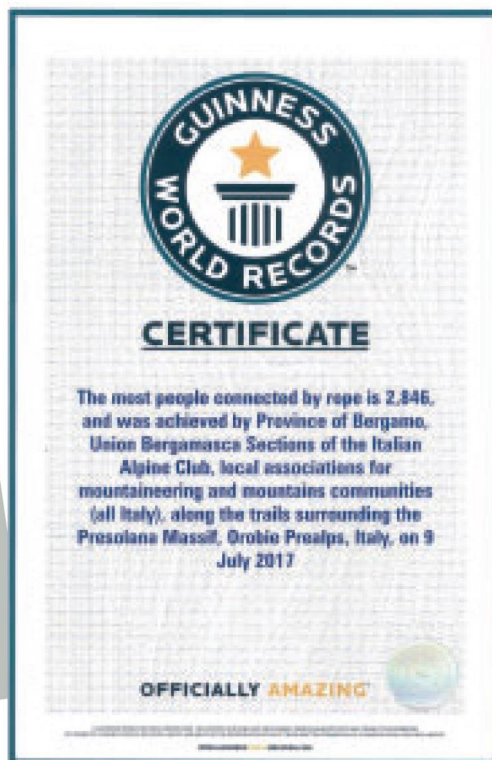 GUINNESS
WORLD RECORDS
™
CERTIFICATE
The most people connected by rope is 2,846,
and was achieved by Province of Bergamo,
Union Bergamasca Sections of the Italian
Alpine Club, local associations for
mountaineering and mountains communities
(all Italy), along the trails surrounding the
Presolana Massif, Orobie Prealps, Italy, on 9
July 2017
OFFICIALLY AMAZING